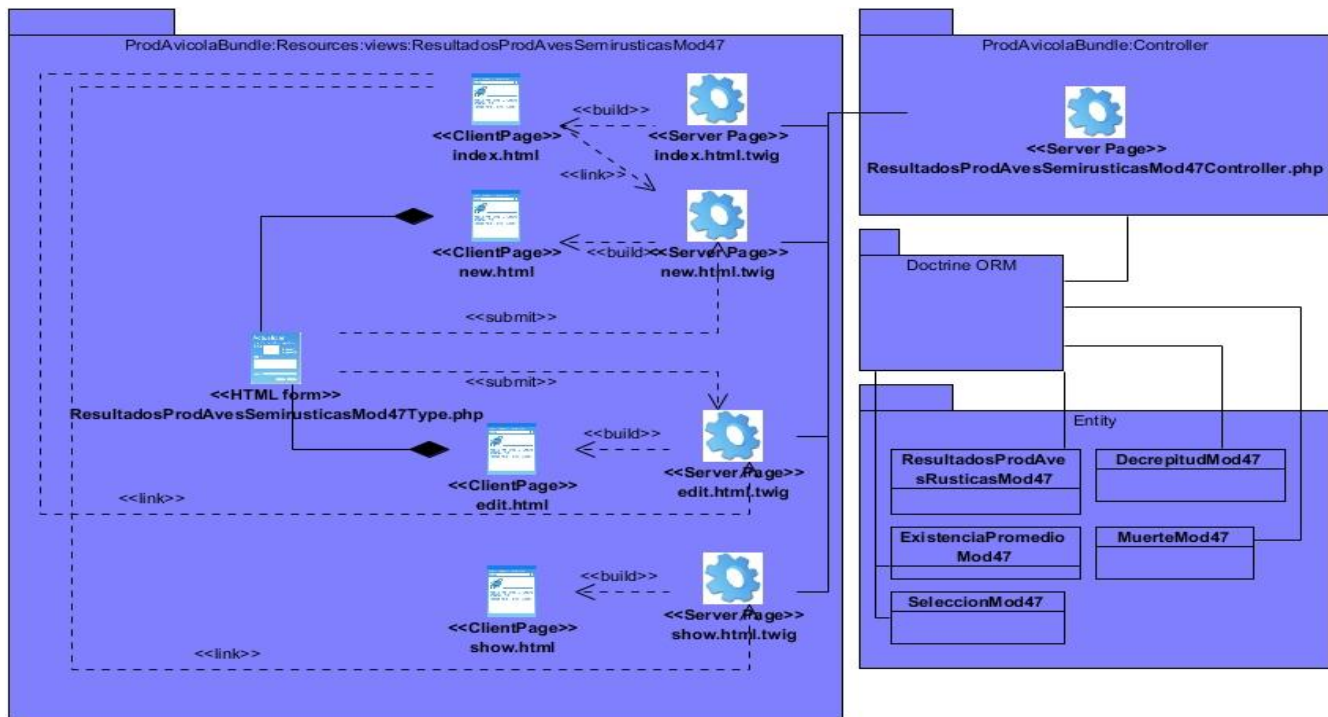 ProdAvicolaBundle:Resources:views:ResultadosProdAvesSemirusticasMod47
<<ClientPage>>
index.html
<<build>>
<<Server Page>>
index.html.twig
<<link>>
<<ClientPage>>
new.html
<<build>>
<<Server Page>>
new.html.twig
<<submit>>
<<HTML form>>
ResultadosProdAvesSemirusticasMod47Type.php
<<submit>>
<<ClientPage>>
edit.html
<<build>>
<<Server Page>>
edit.html.twig
<<link>>
<<ClientPage>>
show.html
<<build>>
<<Server Page>>
show.html.twig
<<link>>
ProdAvicolaBundle:Controller
<<Server Page>>
ResultadosProdAvesSemirusticasMod47Controller.php
Doctrine ORM
Entity
ResultadosProdAve
sRusticasMod47
DecrepitudMod47
ExistenciaPromedio
Mod47
MuerteMod47
SeleccionMod47